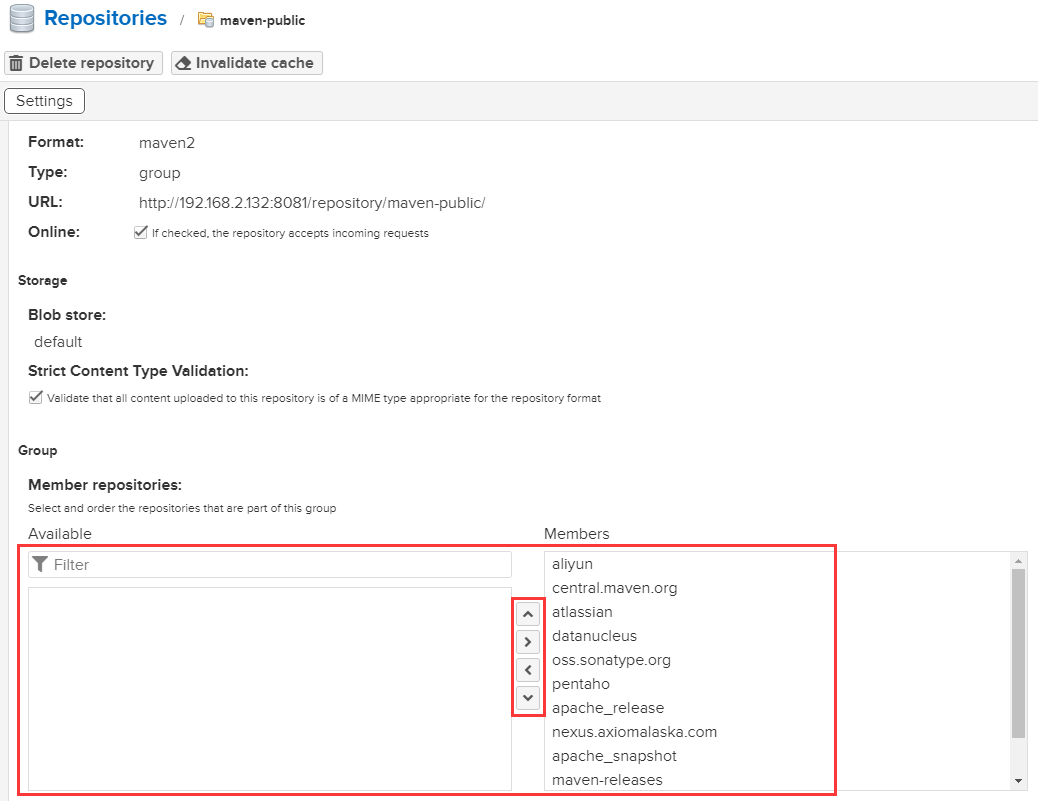 Repositories / maven-public
Delete repository Invalidate cache
Settings
Format: maven2
Type: group
URL: http://192.168.2.132:8081/repository/maven-public/
Online: If checked, the repository accepts incoming requests
Storage
Blob store:
default
Strict Content Type Validation:
Validate that all content uploaded to this repository is of a MIME type appropriate for the repository format
Group
Member repositories:
Select and order the repositories that are part of this group
Available Members
Filter
aliyun
central.maven.org
atlassian
datanucleus
oss.sonatype.org
pentaho
apache_release
nexus.axiomalaska.com
apache_snapshot
maven-releases